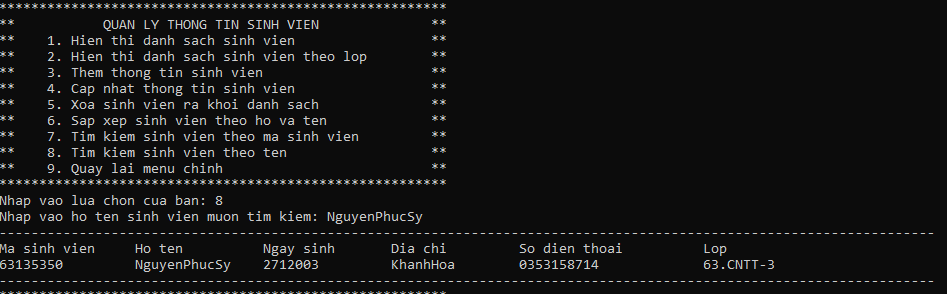 ********************************************************
**           QUAN LY THONG TIN SINH VIEN              **
**    1. Hien thi danh sach sinh vien                 **
**    2. Hien thi danh sach sinh vien theo lop        **
**    3. Them thong tin sinh vien                     **
**    4. Cap nhat thong tin sinh vien                 **
**    5. Xoa sinh vien ra khoi danh sach              **
**    6. Sap xep sinh vien theo ho va ten             **
**    7. Tim kiem sinh vien theo ma sinh vien         **
**    8. Tim kiem sinh vien theo ten                  **
**    9. Quay lai menu chinh                          **
********************************************************
Nhap vao lua chon cua ban: 8
Nhap vao ho ten sinh vien muon tim kiem: NguyenPhucSy
---------------------------------------------------------------------------------------------------------------------
Ma sinh vien     Ho ten          Ngay sinh       Dia chi         So dien thoai          Lop
63135350         NguyenPhucSy    2712003         KhanhHoa        0353158714             63.CNTT-3
---------------------------------------------------------------------------------------------------------------------
********************************************************